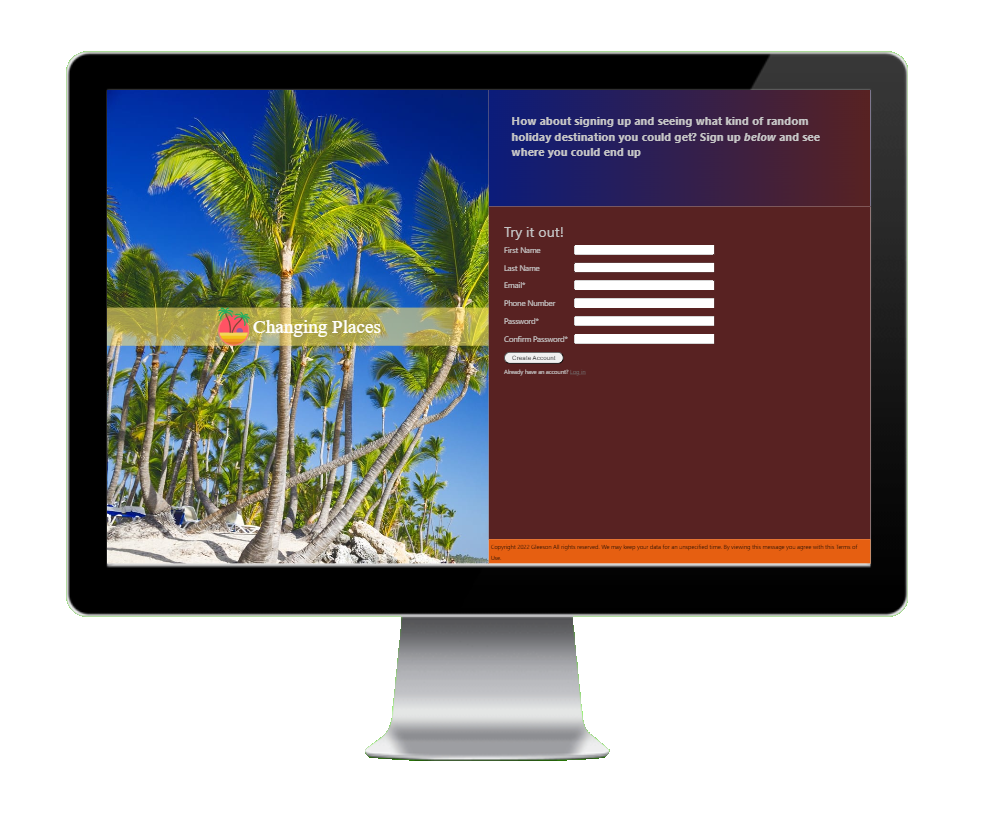 Changing Places
How about signing up and seeing what kind of random
holiday destination you could get? Sign up below and see
where you could end up
Try it out!
First Name
Last Name
Email*
Phone Number
Password*
Confirm Password*
Create Account
Already have an account? Log in
Copyright 2022 Gleeson All rights reserved. We may keep your data for an unspecified time. By viewing this message you agree with this Terms of
Use.